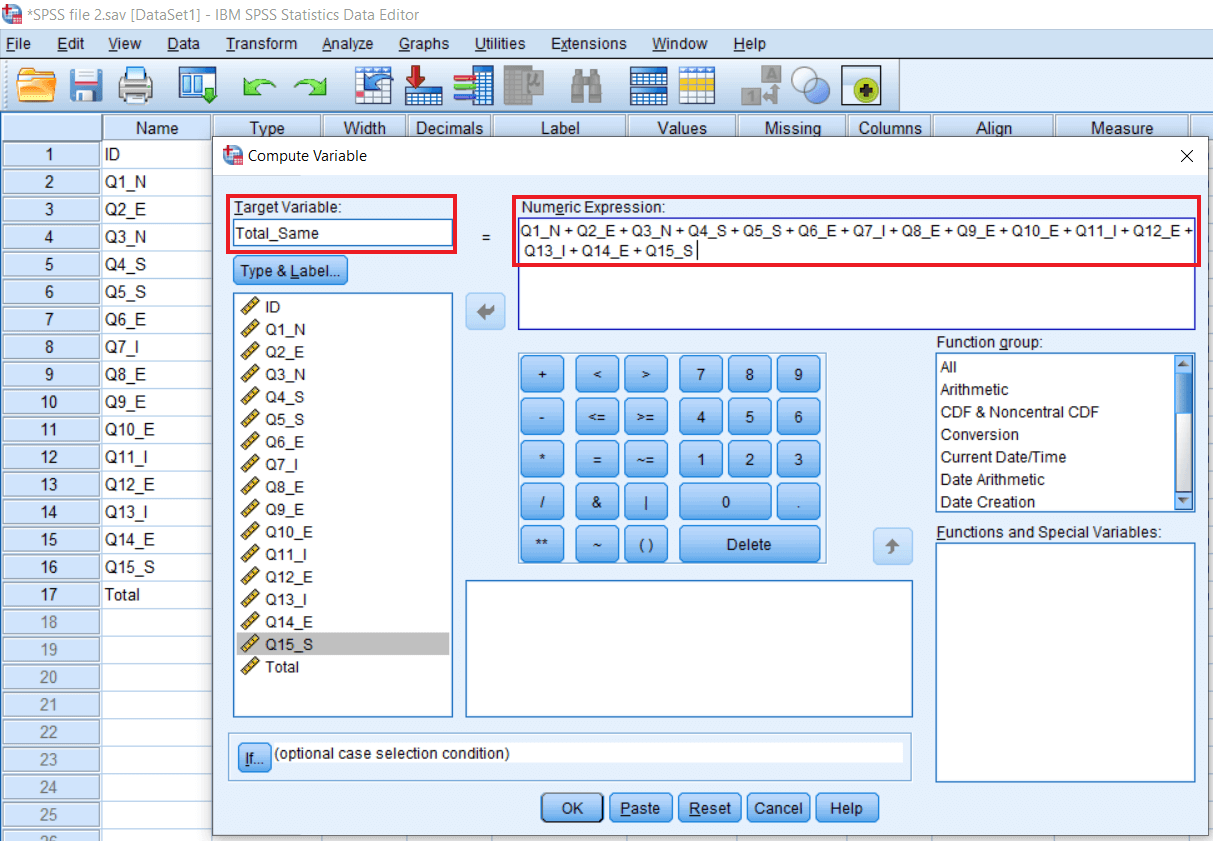 *SPSS file 2.sav [DataSet1] - IBM SPSS Statistics Data Editor
File Edit View Data Transform Analyze Graphs Utilities Extensions Window Help
Name Type Width Decimals Label Values Missing Columns Align Measure
1 ID
2 Q1_N
3 Q2_E
4 Q3_N
5 Q4_S
6 Q5_S
7 Q6_E
8 Q7_I
9 Q8_E
10 Q9_E
11 Q10_E
12 Q11_I
13 Q12_E
14 Q13_I
15 Q14_E
16 Q15_S
17 Total
18
19
20
21
22
23
24
25
26
Compute Variable
Target Variable:
Total_Same
=
Type & Label...
Numeric Expression:
Q1_N + Q2_E + Q3_N + Q4_S + Q5_S + Q6_E + Q7_I + Q8_E + Q9_E + Q10_E + Q11_I + Q12_E +
Q13_I + Q14_E + Q15_S
ID
Q1_N
Q2_E
Q3_N
Q4_S
Q5_S
Q6_E
Q7_I
Q8_E
Q9_E
Q10_E
Q11_I
Q12_E
Q13_I
Q14_E
Q15_S
Total
+ < > 7 8 9
- <= >= 4 5 6
* = ~= 1 2 3
/ & | 0 .
** ~ ( ) Delete
Function group:
All
Arithmetic
CDF & Noncentral CDF
Conversion
Current Date/Time
Date Arithmetic
Date Creation
Functions and Special Variables:
If... (optional case selection condition)
OK Paste Reset Cancel Help